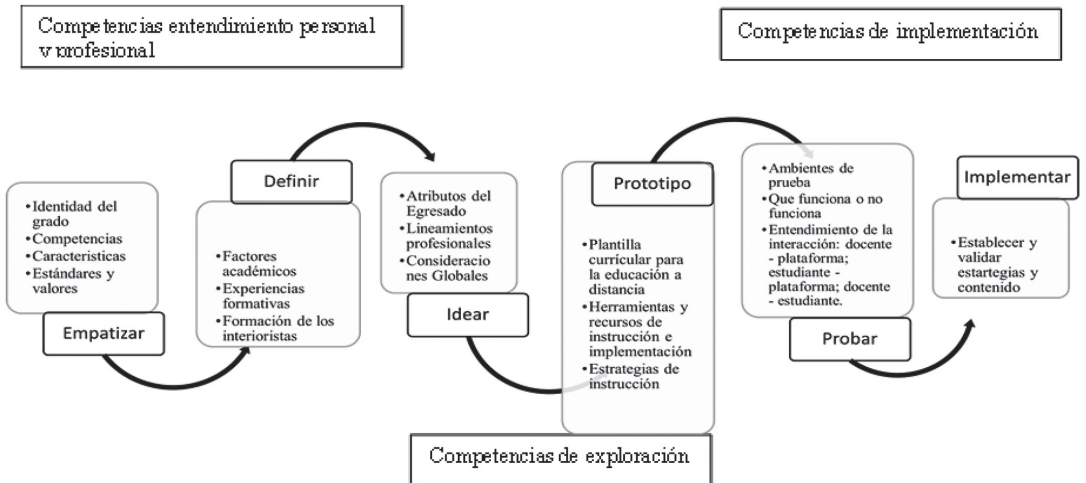 Competencias entendimiento personal
y profesional
Competencias de implementación
•Identidad del
grado
•Competencias
•Caracteristicas
•Estándares y
valores
Empatizar
Definir
•Factores
académicos
•Experiencias
formativas
•Formación de los
interioristas
•Atributos del
Egresado
•Lineamientos
profesionales
•Consideracio
nes Globales
Idear
Prototipo
•Plantilla
currícular para
la educación a
distancia
•Herramientas y
recursos de
instrucción e
implementación
•Estrategias de
instrucción
•Ambientes de
prueba
•Que funciona o no
funciona
•Entendimiento de la
interacción: docente
- plataforma;
estudiante -
plataforma; docente
- estudiante.
Probar
Implementar
•Establecer y
validar
estartegias y
contenido
Competencias de exploración